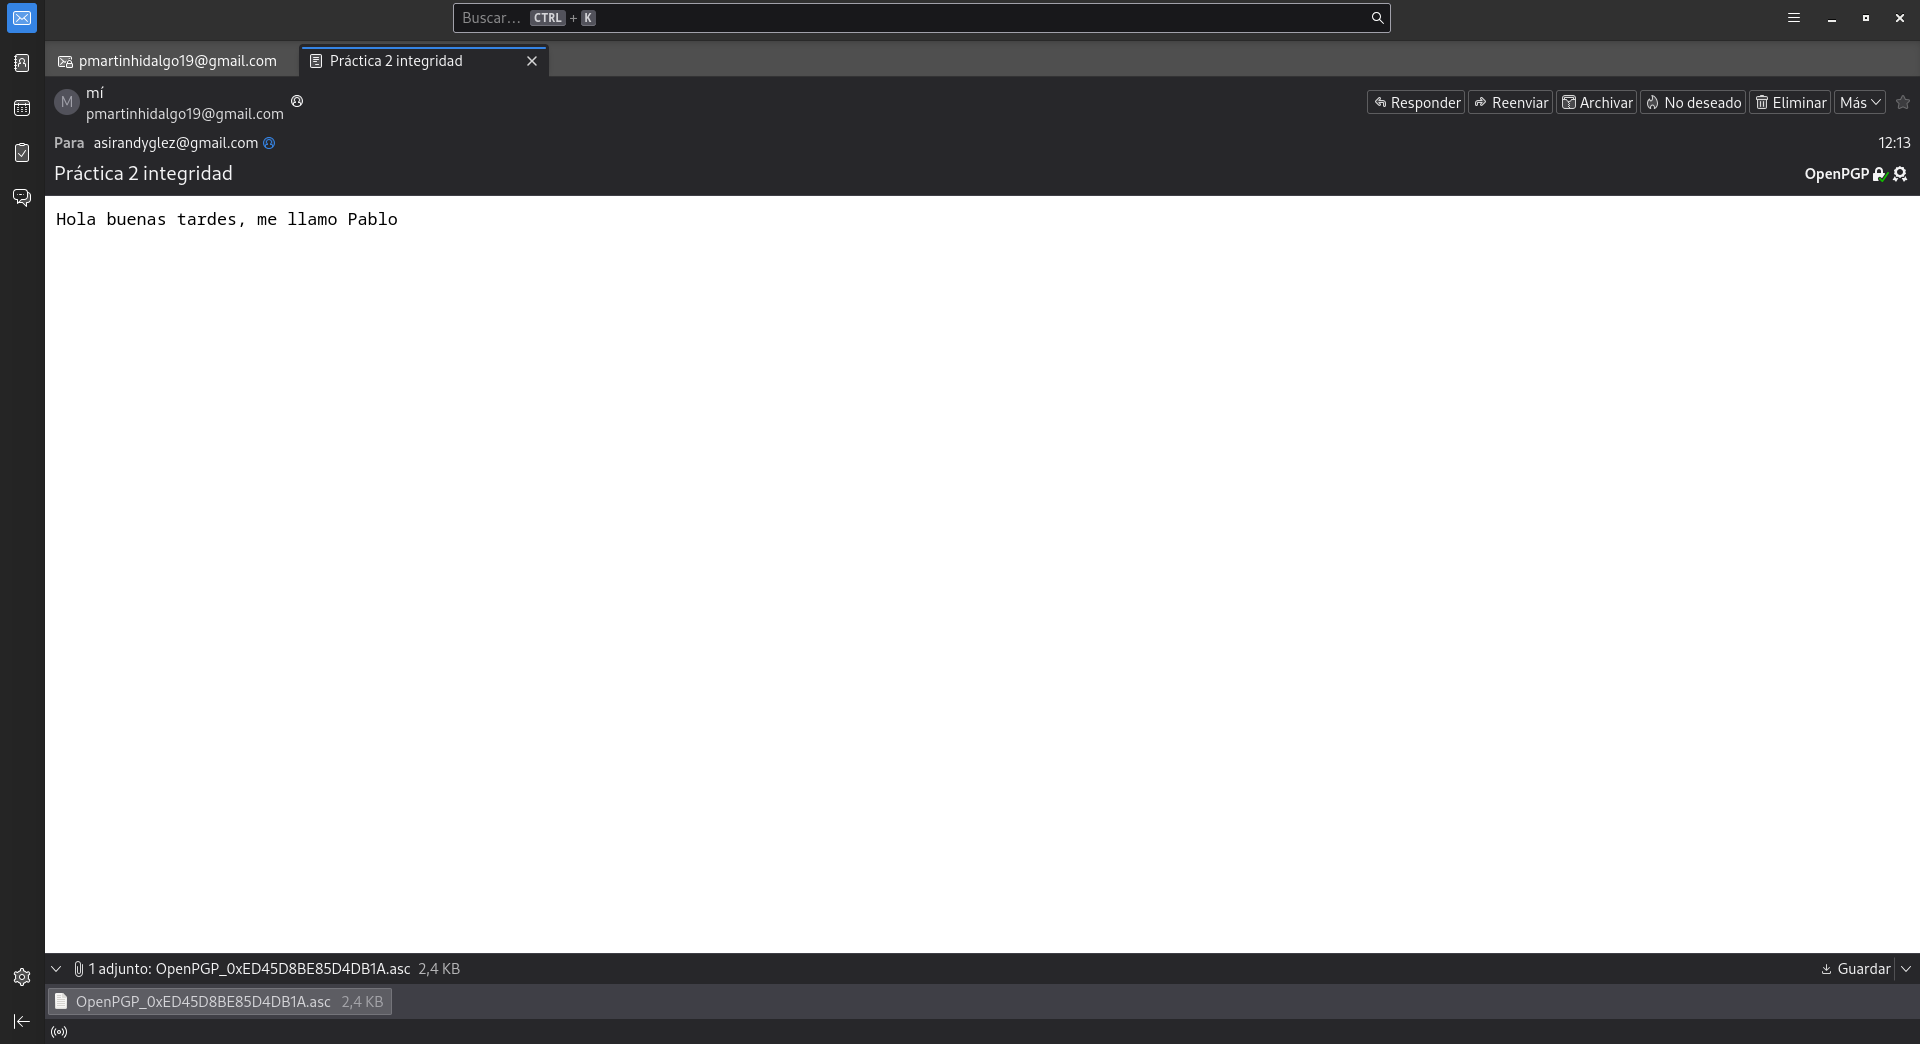 Buscar... CTRL + K
pmartinhidalgo19@gmail.com
Práctica 2 integridad
M
mí
pmartinhidalgo19@gmail.com
Responder Reenviar Archivar No deseado Eliminar Más
Para asirandyglez@gmail.com
12:13
Práctica 2 integridad
OpenPGP
Hola buenas tardes, me llamo Pablo
1 adjunto: OpenPGP_0xED45D8BE85D4DB1A.asc 2,4 KB
Guardar
OpenPGP_0xED45D8BE85D4DB1A.asc 2,4 KB